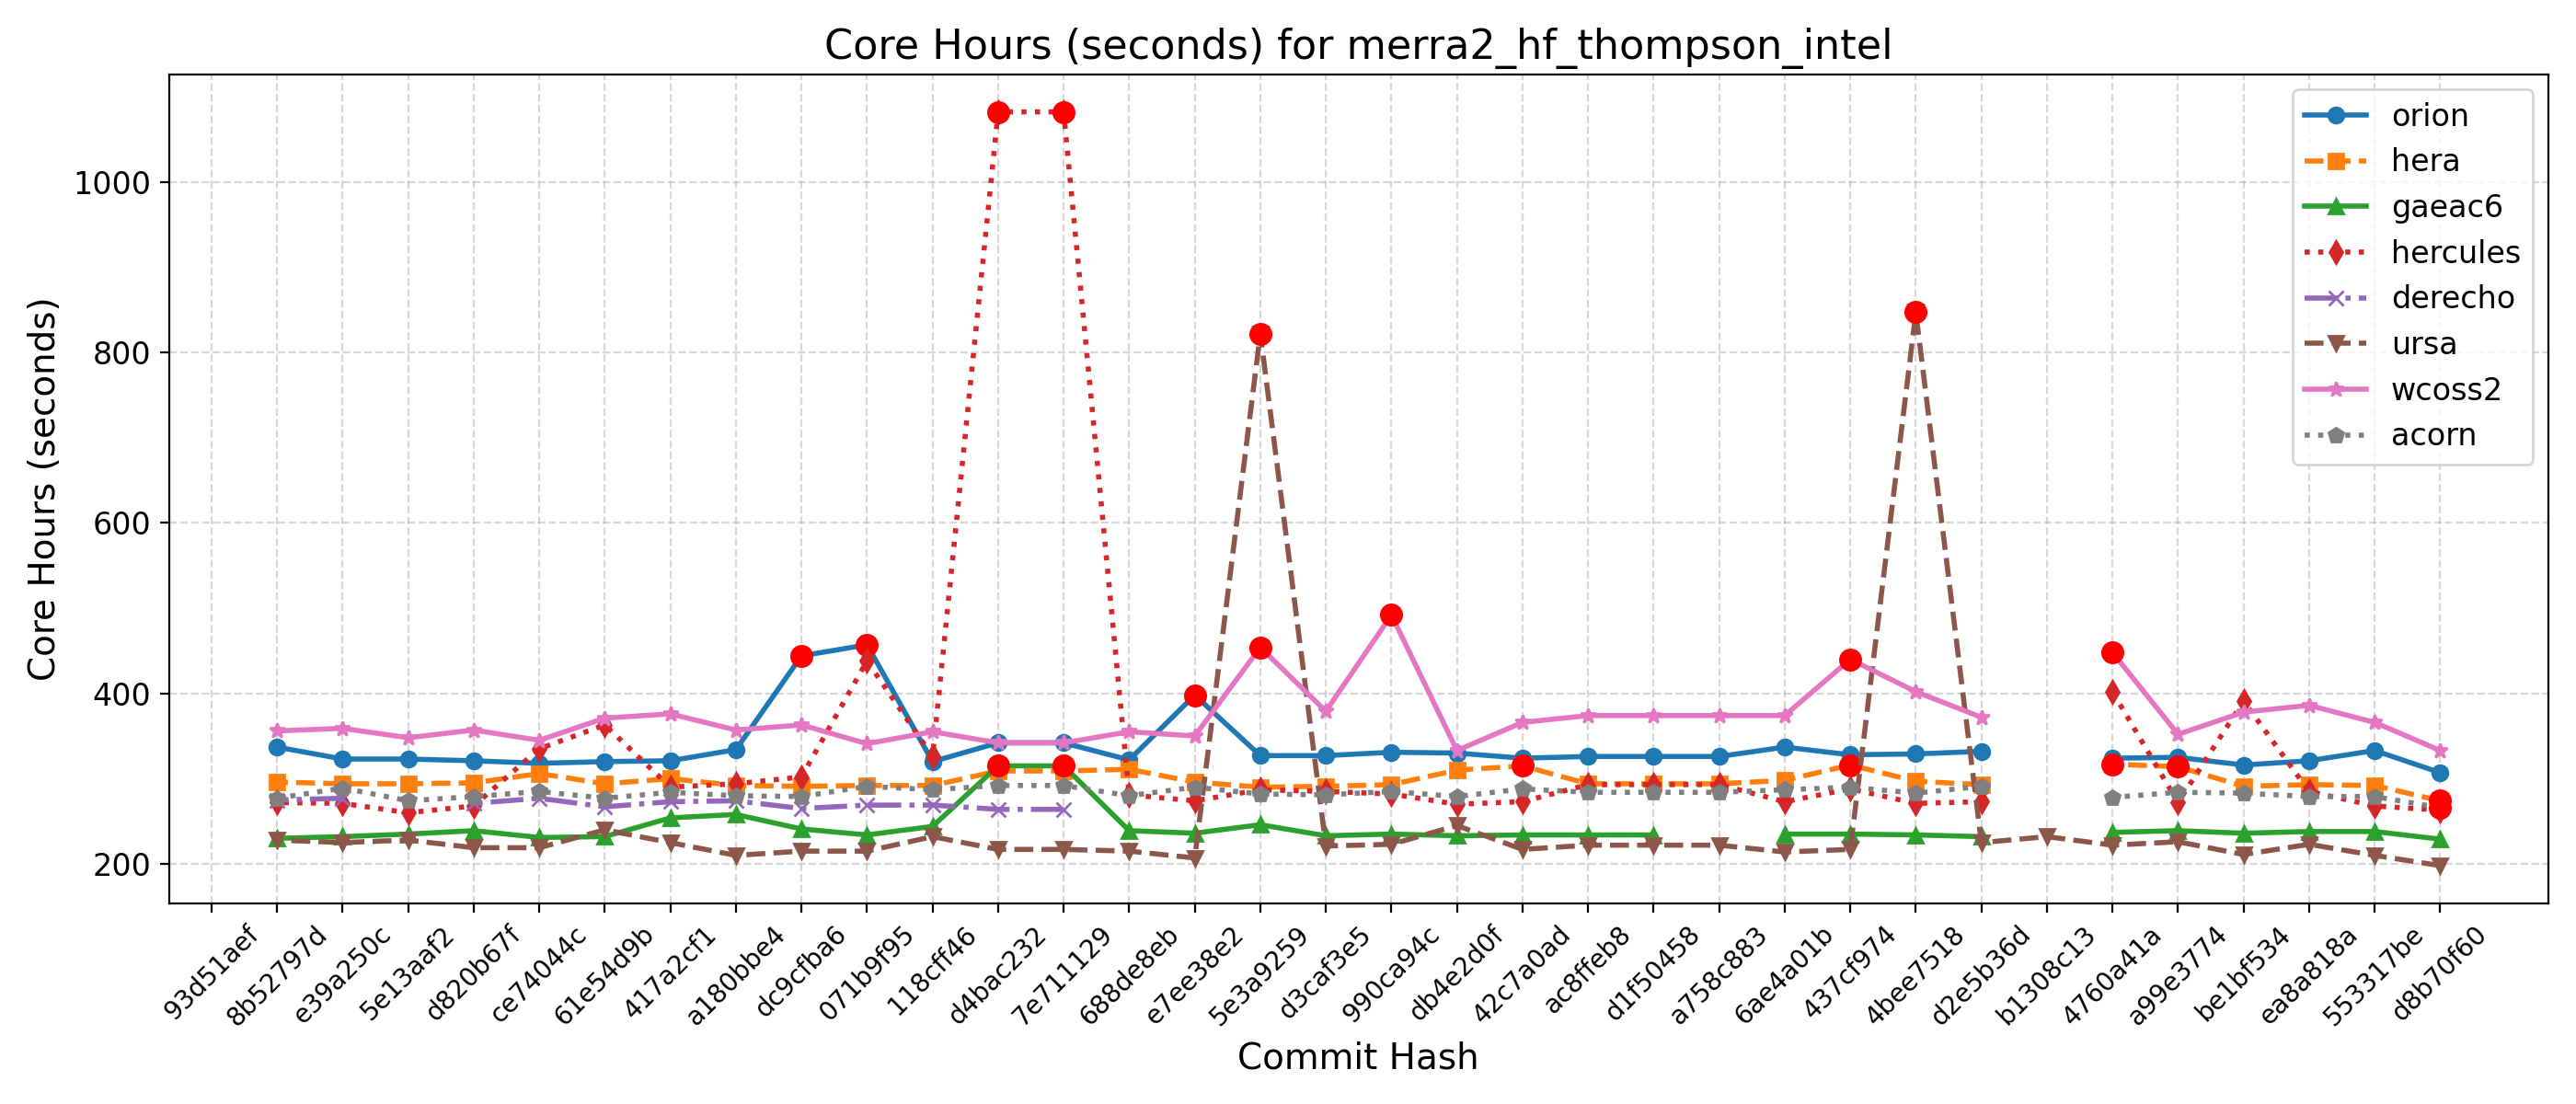 Core Hours (seconds) for merra2_hf_thompson_intel
Core Hours (seconds)
1000
800
600
400
200
orion
hera
gaeac6
hercules
derecho
ursa
wcoss2
acorn
93d51aef
8b52797d
e39a250c
5e13aaf2
d820b67f
ce74044c
61e54d9b
417a2cf1
a180bbe4
dc9cfba6
071b9f95
118cff46
d4bac232
7e711129
688de8eb
e7ee38e2
5e3a9259
d3caf3e5
990ca94c
db4e2d0f
42c7a0ad
ac8ffeb8
d1f50458
a758c883
6ae4a01b
437cf974
4bee7518
d2e5b36d
b1308c13
4760a41a
a99e3774
be1bf534
ea8a818a
553317be
d8b70f60
Commit Hash